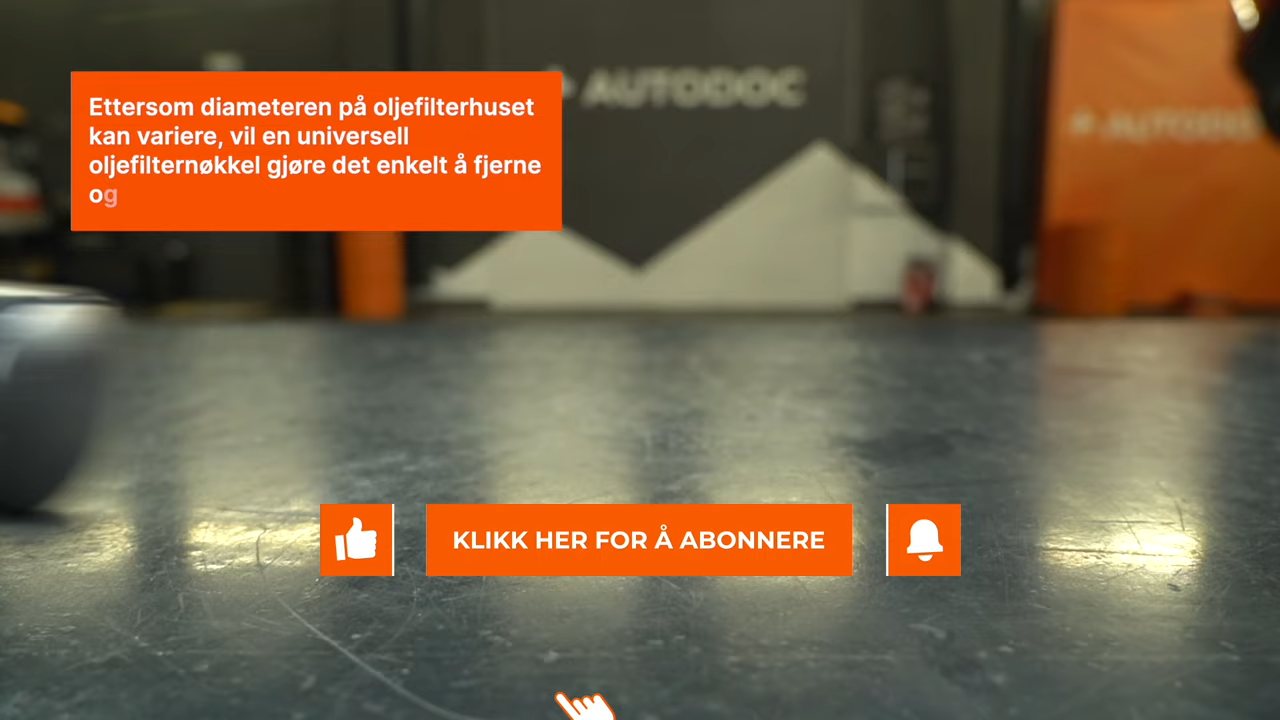 Ettersom diameteren på oljefilterhuset
kan variere, vil en universell
oljefilternøkkel gjøre det enkelt å fjerne
og
AUTODOC
AUTODOC
KLIKK HER FOR Å ABONNERE